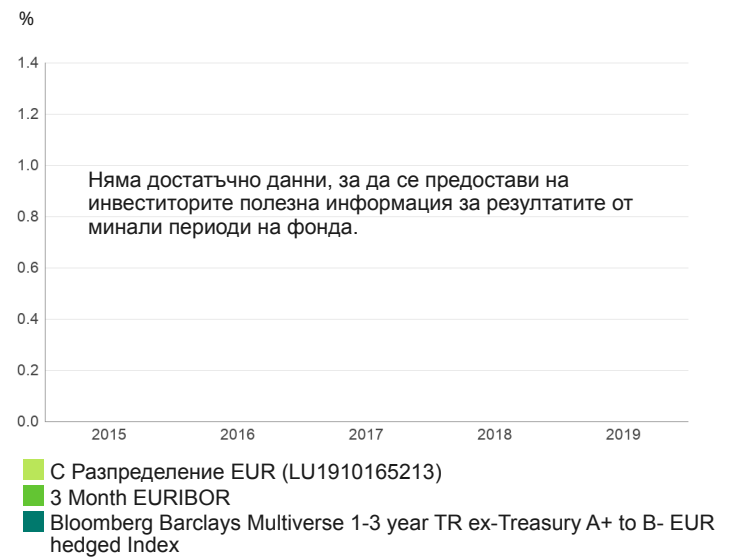 %
1.4
1.2
1.0
0.8
0.6
0.4
0.2
0.0
Няма достатъчно данни, за да се предостави на
инвеститорите полезна информация за резултатите от
минали периоди на фонда.
2015 2016 2017 2018 2019
С Разпределение EUR (LU1910165213)
3 Month EURIBOR
Bloomberg Barclays Multiverse 1-3 year TR ex-Treasury A+ to B- EUR
hedged Index